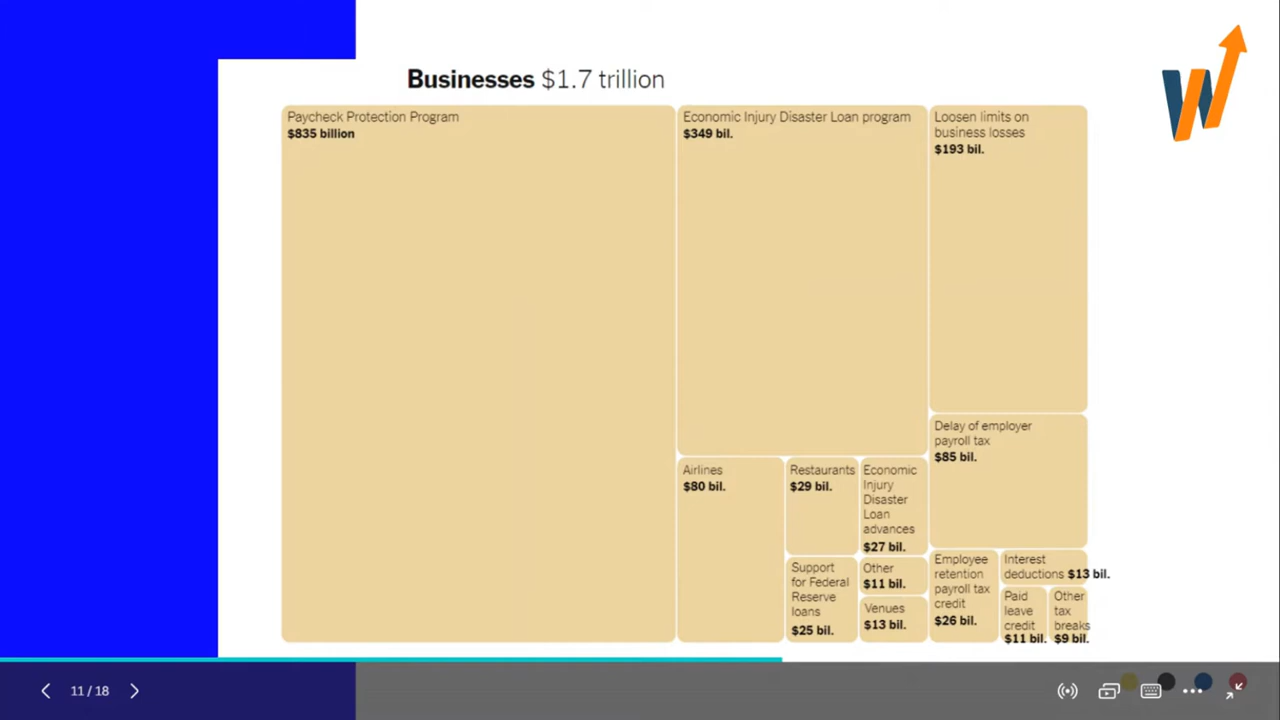 Businesses $1.7 trillion
Paycheck Protection Program
$835 billion
Economic Injury Disaster Loan program
$349 bil.
Loosen limits on
business losses
$193 bil.
Delay of employer
payroll tax
$85 bil.
Airlines
$80 bil.
Restaurants
$29 bil.
Economic
Injury
Disaster
Loan
advances
$27 bil.
Support
for Federal
Reserve
loans
$25 bil.
Other
$11 bil.
Venues
$13 bil.
Employee
retention
payroll tax
credit
$26 bil.
Interest
deductions $13 bil.
Paid
leave
credit
$11 bil.
Other
tax
breaks
$9 bil.
11 / 18